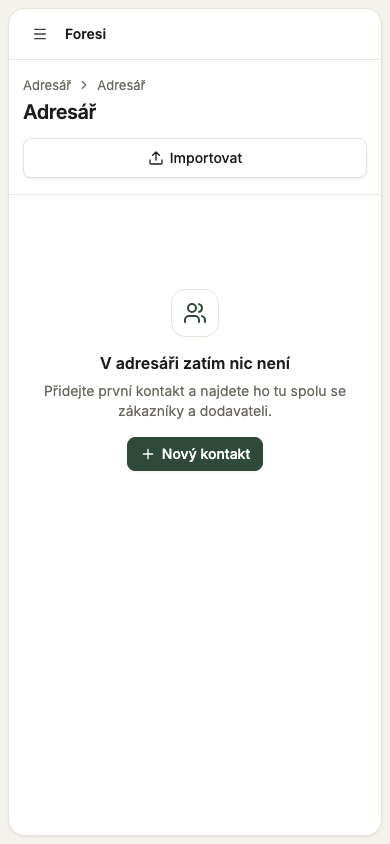 Foresi
Adresář > Adresář
Adresář
Importovat
V adresáři zatím nic není
Přidejte první kontakt a najdete ho tu spolu se
zákazníky a dodavateli.
+ Nový kontakt